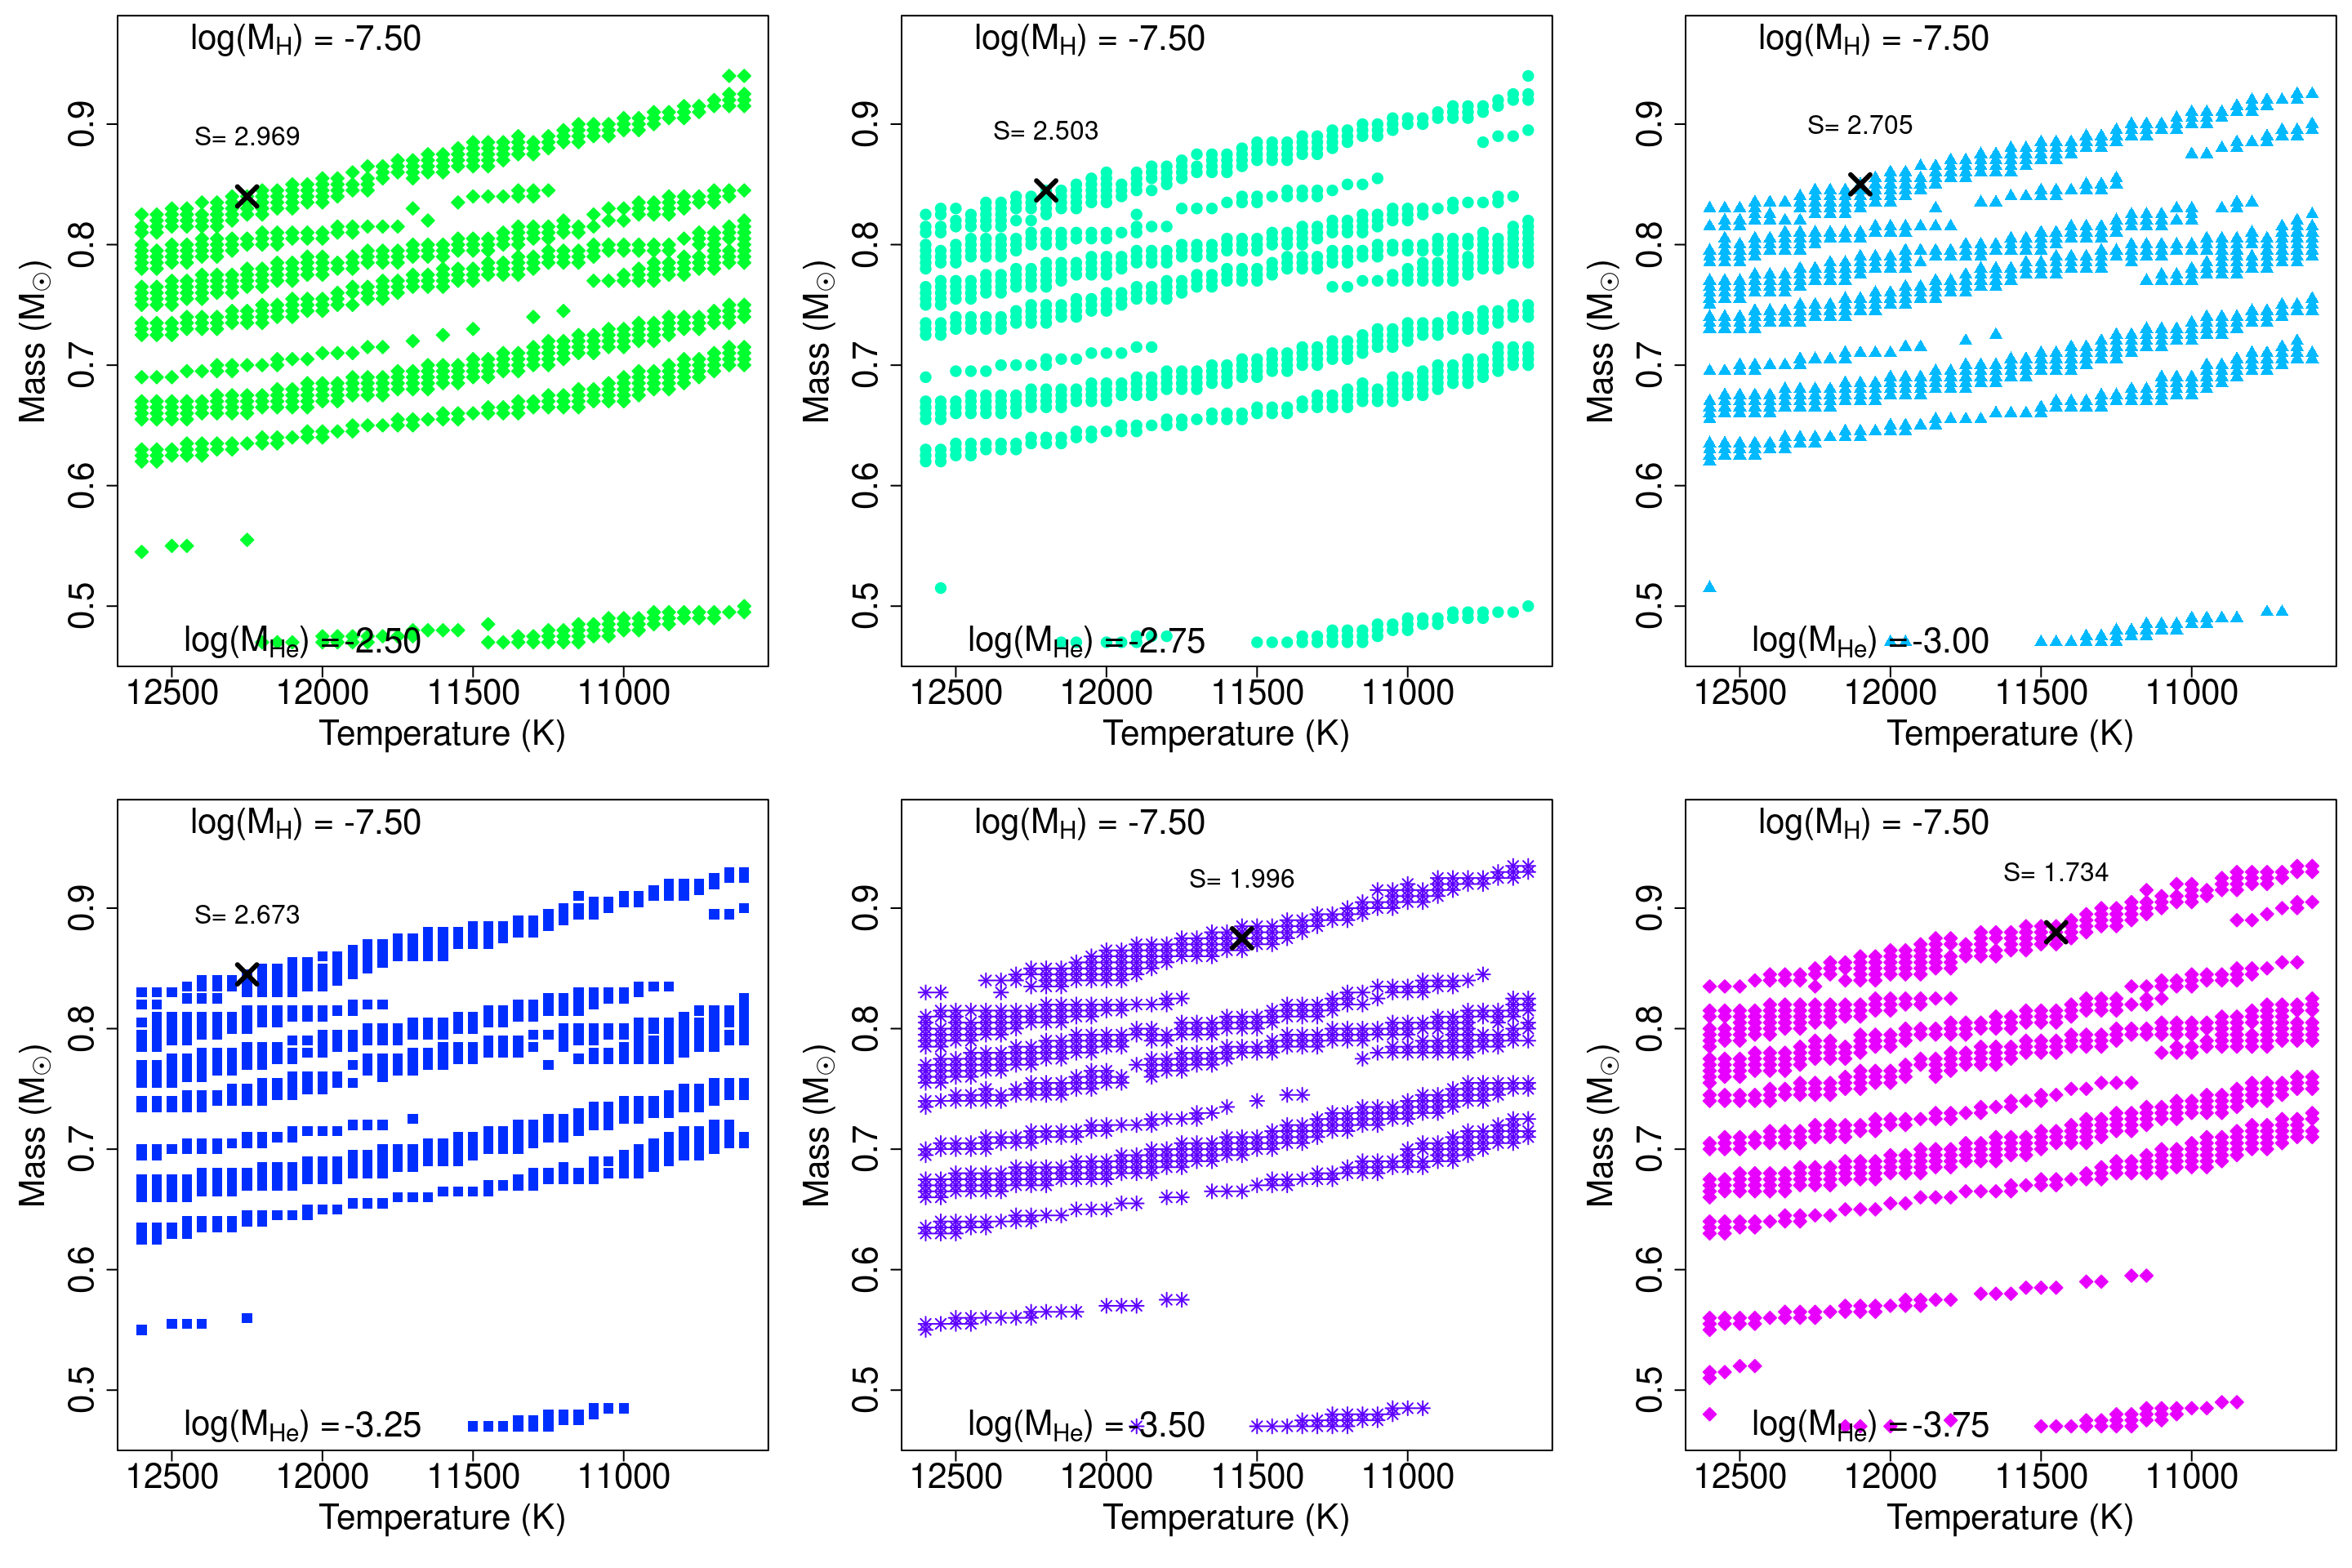 log(M_H) = -7.50
S= 2.969
log(M_He) =-2.50
0.5 0.6 0.7 0.8 0.9
Mass (M☉)
12500 12000 11500 11000
Temperature (K)
log(M_H) = -7.50
S= 2.503
log(M_He) =-2.75
0.5 0.6 0.7 0.8 0.9
Mass (M☉)
12500 12000 11500 11000
Temperature (K)
log(M_H) = -7.50
S= 2.705
log(M_He) =-3.00
0.5 0.6 0.7 0.8 0.9
Mass (M☉)
12500 12000 11500 11000
Temperature (K)
log(M_H) = -7.50
S= 2.673
log(M_He) =-3.25
0.5 0.6 0.7 0.8 0.9
Mass (M☉)
12500 12000 11500 11000
Temperature (K)
log(M_H) = -7.50
S= 1.996
log(M_He) =-3.50
0.5 0.6 0.7 0.8 0.9
Mass (M☉)
12500 12000 11500 11000
Temperature (K)
log(M_H) = -7.50
S= 1.734
log(M_He) =-3.75
0.5 0.6 0.7 0.8 0.9
Mass (M☉)
12500 12000 11500 11000
Temperature (K)